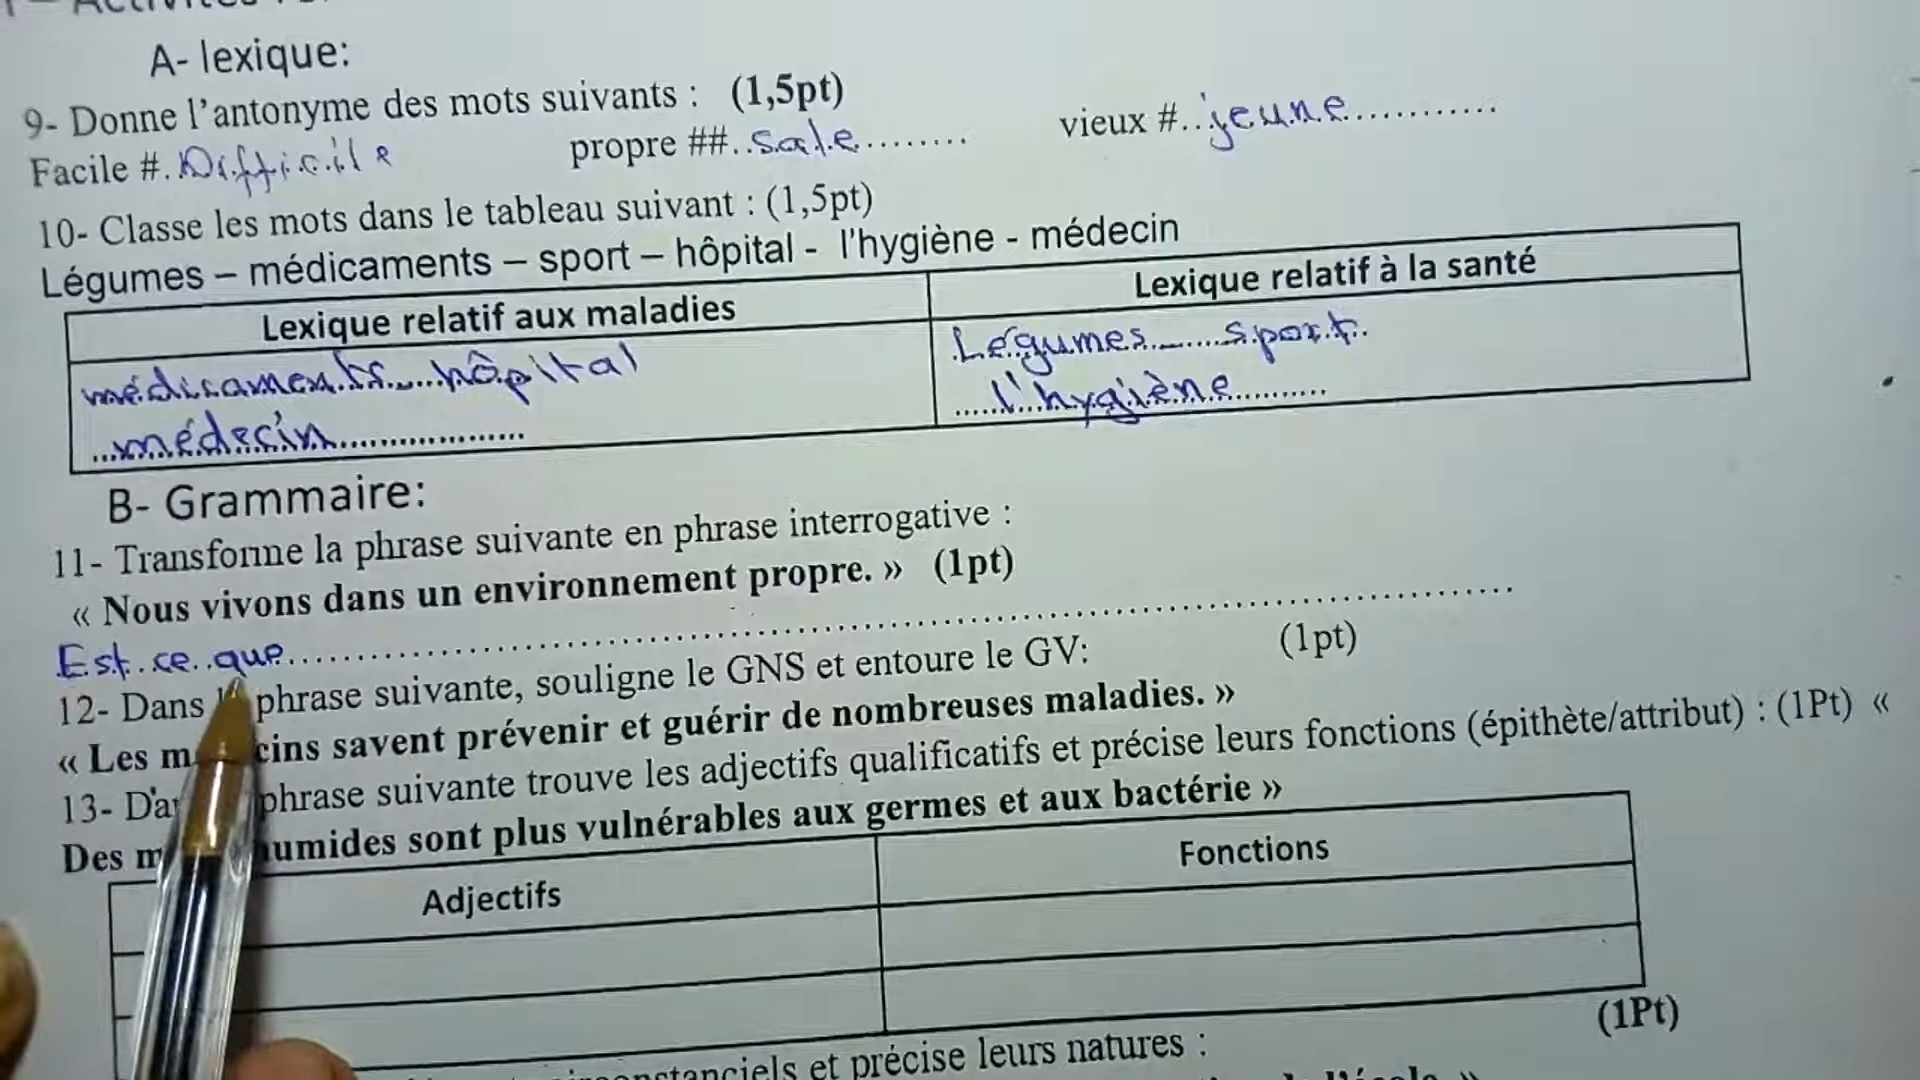 Activités
A- lexique:
9- Donne l'antonyme des mots suivants : (1,5pt)
Facile #.Difficile propre ##..sale......... vieux #..jeune............
10- Classe les mots dans le tableau suivant : (1,5pt)
Légumes – médicaments – sport – hôpital - l'hygiène - médecin
Lexique relatif aux maladies Lexique relatif à la santé
médicaments....hôpital Légumes........sport..
...médecin................... ......l'hygiène..........
B- Grammaire:
11- Transforme la phrase suivante en phrase interrogative :
« Nous vivons dans un environnement propre. » (1pt)
Est.ce.que......................................................................
12- Dans phrase suivante, souligne le GNS et entoure le GV: (1pt)
« Les m cins savent prévenir et guérir de nombreuses maladies. »
13- Da phrase suivante trouve les adjectifs qualificatifs et précise leurs fonctions (épithète/attribut) : (1Pt) «
Des m umides sont plus vulnérables aux germes et aux bactérie »
Adjectifs Fonctions
circonstanciels et précise leurs natures : (1Pt)
de l'école »